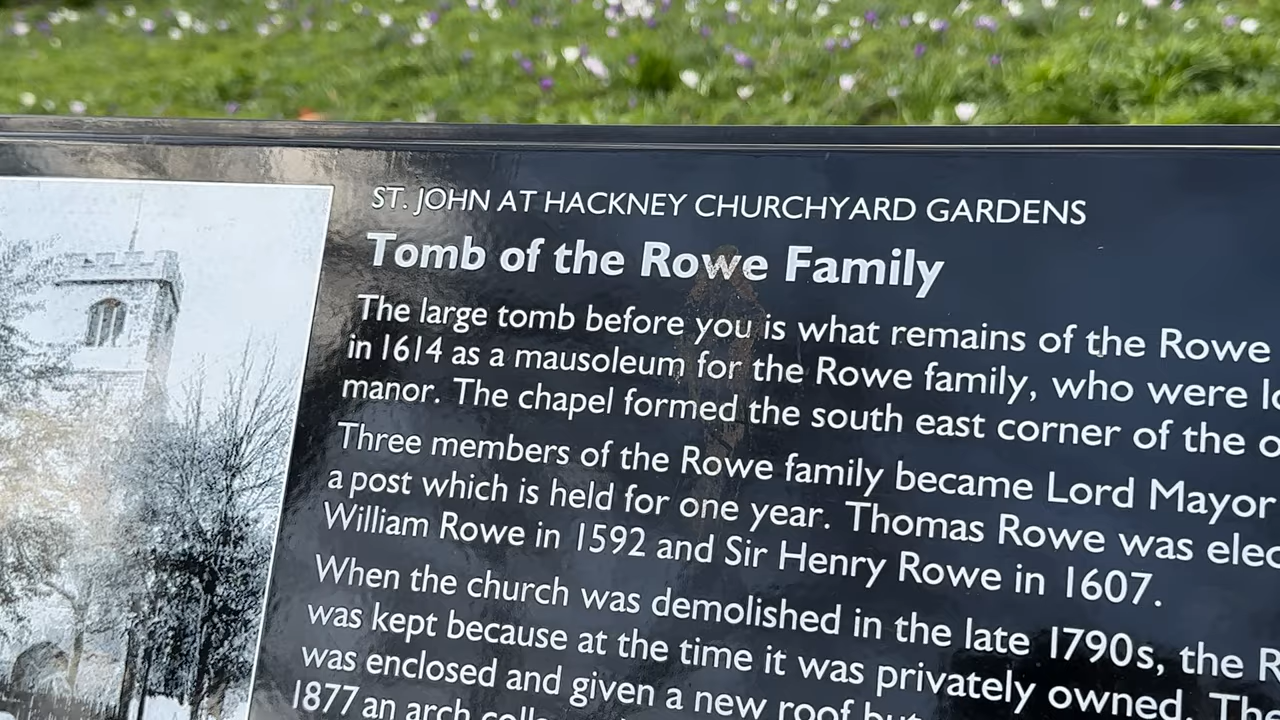 ST. JOHN AT HACKNEY CHURCHYARD GARDENS
Tomb of the Rowe Family
The large tomb before you is what remains of the Rowe
in 1614 as a mausoleum for the Rowe family, who were
manor. The chapel formed the south east corner of the
Three members of the Rowe family became Lord Mayor
a post which is held for one year. Thomas Rowe was
William Rowe in 1592 and Sir Henry Rowe in 1607.
When the church was demolished in the late 1790s, the
was kept because at the time it was privately owned. The
was enclosed and given a new roof but
1877 an arch